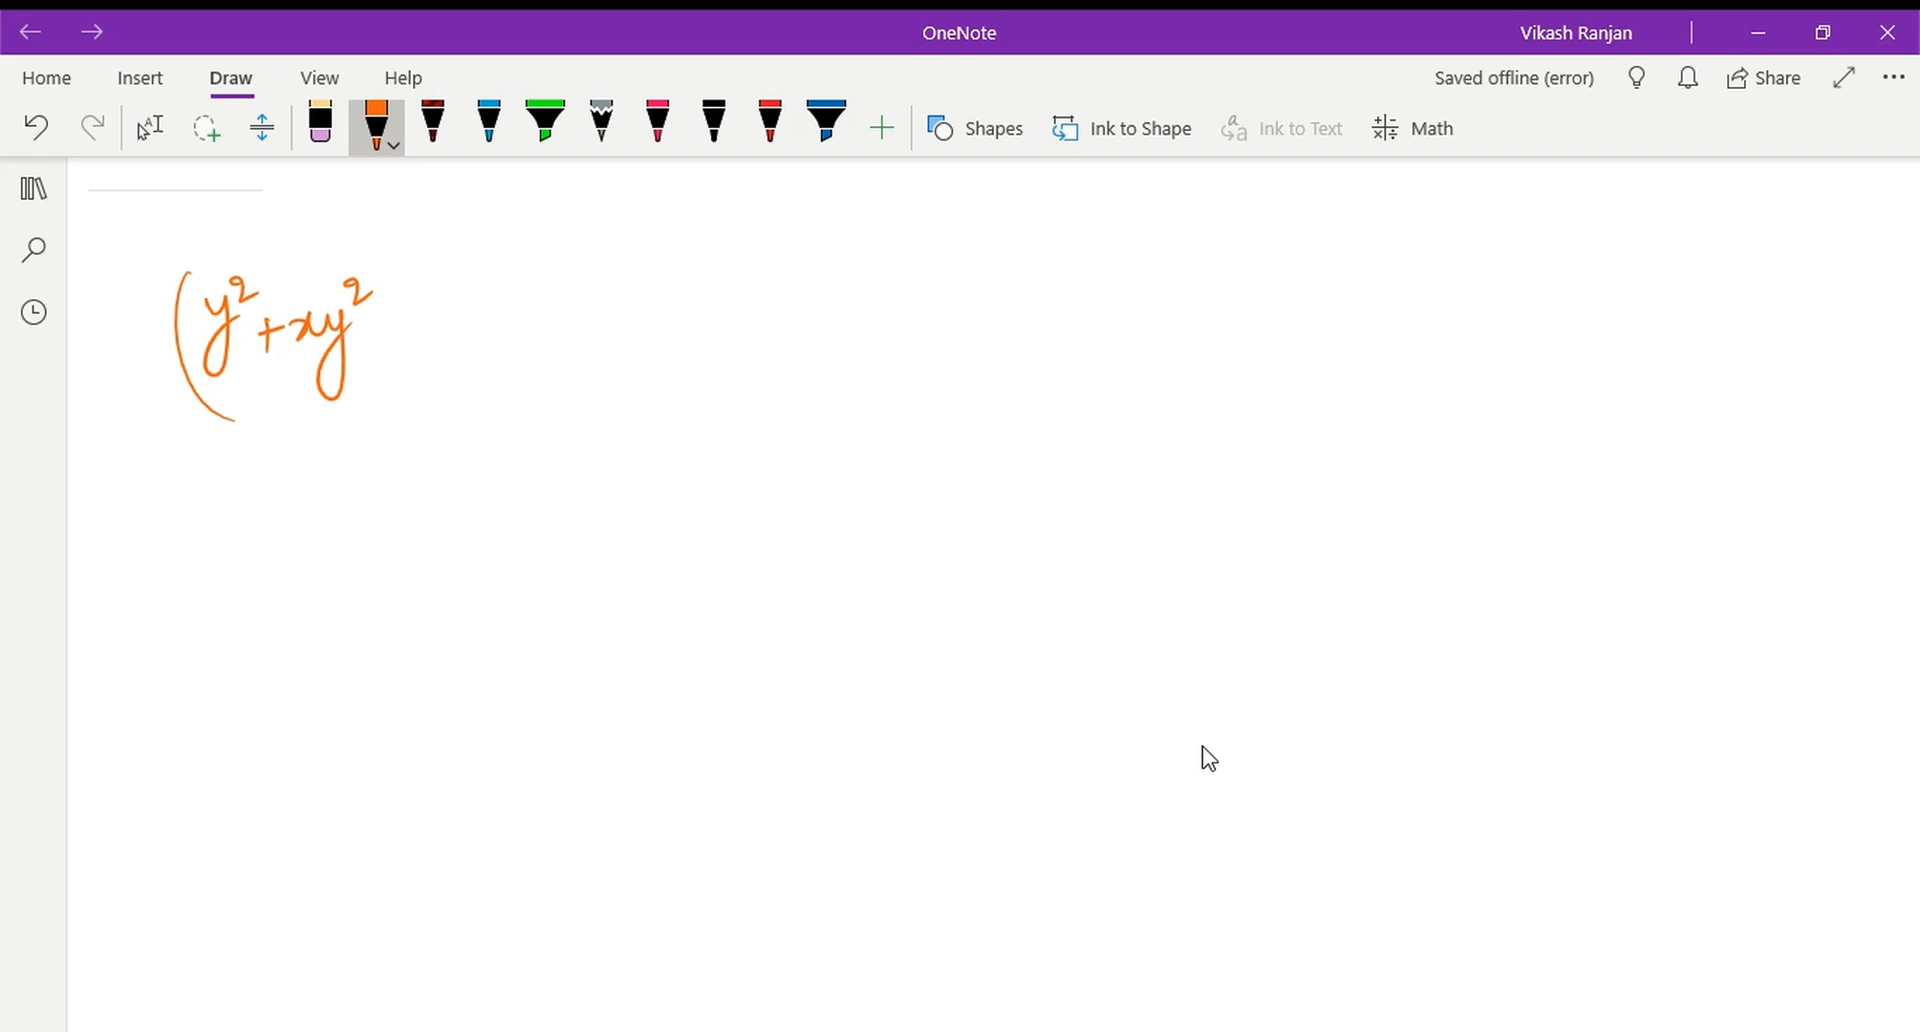 OneNote
Vikash Ranjan
Home Insert Draw View Help
Saved offline (error) Share
Shapes Ink to Shape Ink to Text Math
(y²+xy²